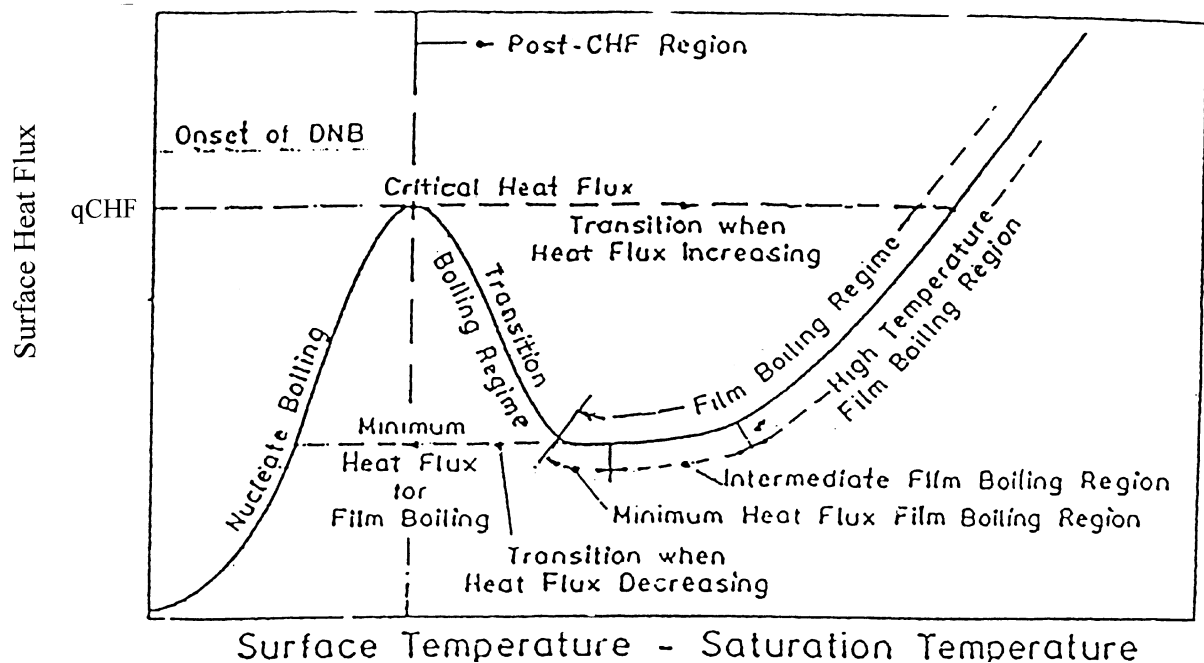 Post-CHF Region
Onset of DNB
Surface Heat Flux
qCHF
Critical Heat Flux
Transition when
Heat Flux Increasing
Nucleate Boiling
Transition
Boiling Regime
Film Boiling Regime
High Temperature
Film Boiling Region
Minimum
Heat Flux
for
Film Boiling
Intermediate Film Boiling Region
Minimum Heat Flux Film Boiling Region
Transition when
Heat Flux Decreasing
Surface Temperature - Saturation Temperature